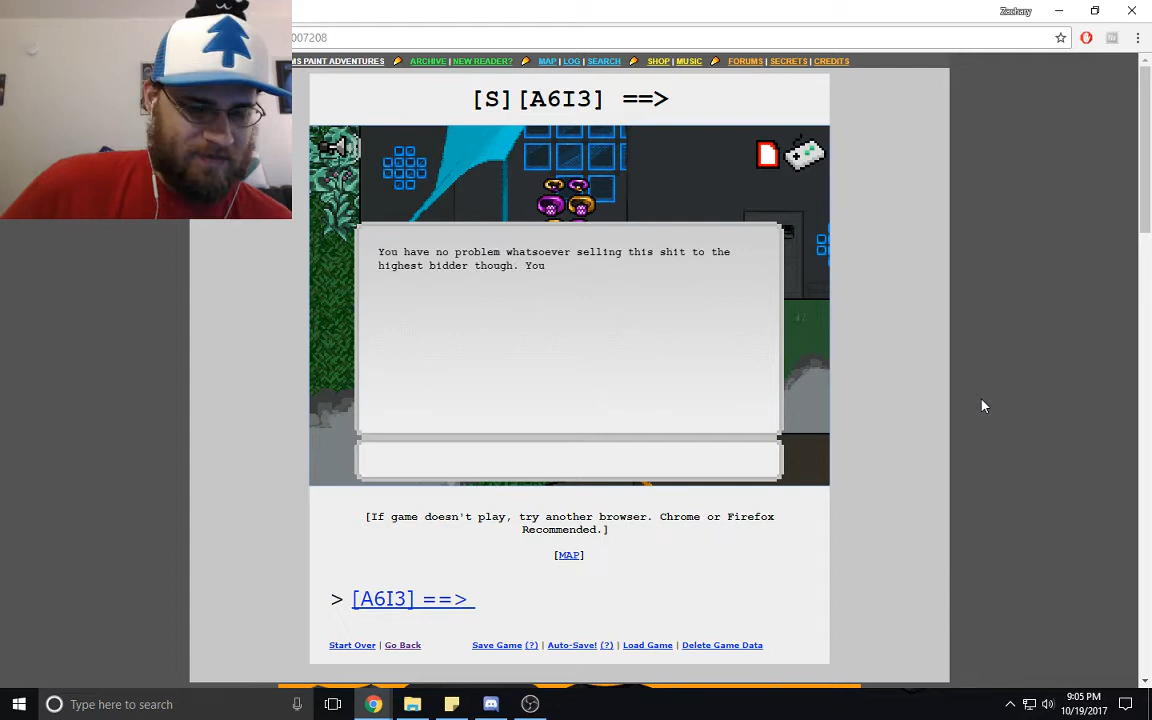 Zachary
007208
MS PAINT ADVENTURES ARCHIVE | NEW READER? MAP | LOG | SEARCH SHOP | MUSIC FORUMS | SECRETS | CREDITS
[S][A6I3] ==>
You have no problem whatsoever selling this shit to the
highest bidder though. You
[If game doesn't play, try another browser. Chrome or Firefox
Recommended.]
[MAP]
> [A6I3] ==>
Start Over | Go Back Save Game (?) | Auto-Save! (?) | Load Game | Delete Game Data
Type here to search
9:05 PM
10/19/2017